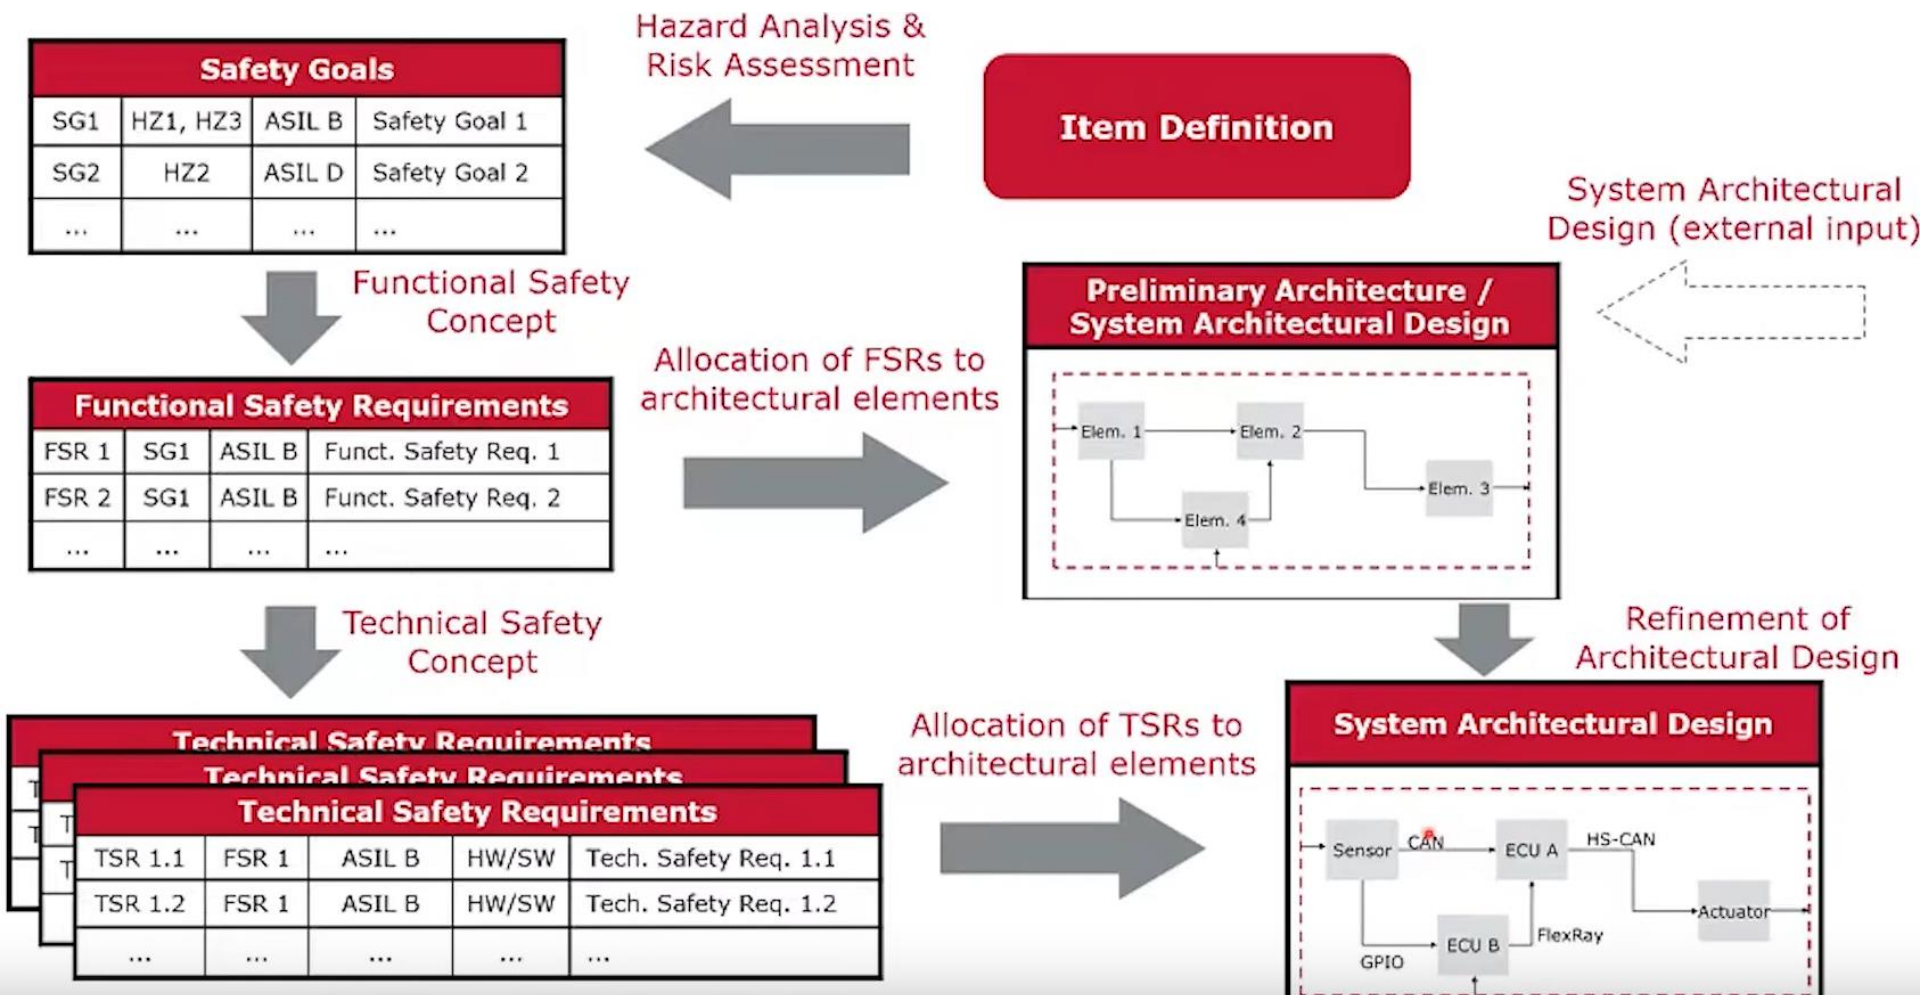 Hazard Analysis &
Risk Assessment
Safety Goals
SG1 HZ1, HZ3 ASIL B Safety Goal 1
SG2 HZ2 ASIL D Safety Goal 2
... ... ... ...
Item Definition
System Architectural
Design (external input)
Functional Safety
Concept
Preliminary Architecture /
System Architectural Design
Elem. 1
Elem. 2
Elem. 3
Elem. 4
Allocation of FSRs to
architectural elements
Functional Safety Requirements
FSR 1 SG1 ASIL B Funct. Safety Req. 1
FSR 2 SG1 ASIL B Funct. Safety Req. 2
... ... ... ...
Technical Safety
Concept
Refinement of
Architectural Design
Technical Safety Requirements
Technical Safety Requirements
Technical Safety Requirements
T
T
T
T
TSR 1.1 FSR 1 ASIL B HW/SW Tech. Safety Req. 1.1
TSR 1.2 FSR 1 ASIL B HW/SW Tech. Safety Req. 1.2
... ... ... ... ...
Allocation of TSRs to
architectural elements
System Architectural Design
Sensor
CAN
ECU A
HS-CAN
Actuator
ECU B
FlexRay
GPIO